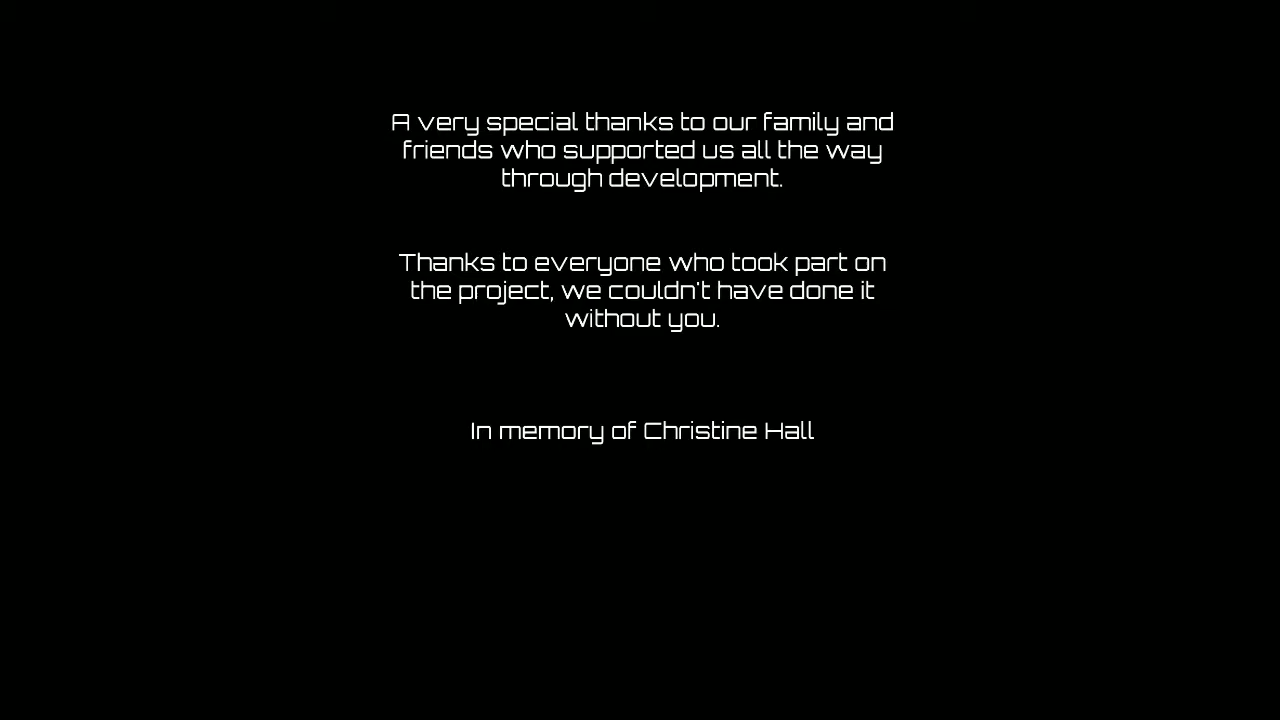 A very special thanks to our family and
friends who supported us all the way
through development.
Thanks to everyone who took part on
the project, we couldn't have done it
without you.
In memory of Christine Hall